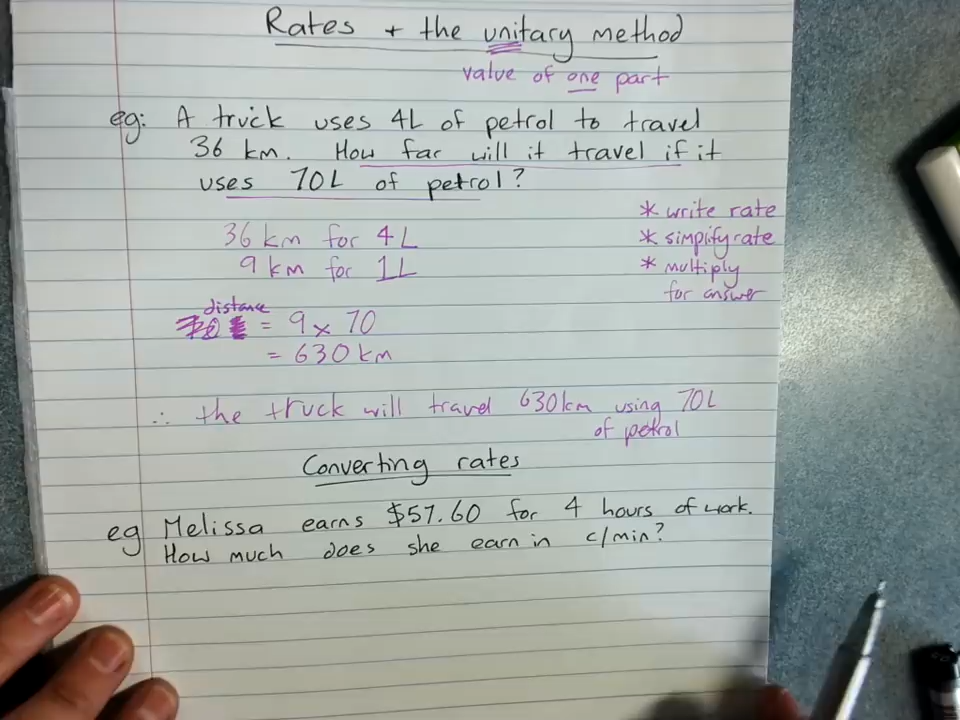 Rates + the unitary method
value of one part
eg: A truck uses 4L of petrol to travel
36 km. How far will it travel if it
uses 70L of petrol?
36 km for 4L
9 km for 1L
* write rate
* simplify rate
* multiply
for answer
distance
= 9 x 70
= 630 km
∴ the truck will travel 630km using 70L
of petrol
Converting rates
eg Melissa earns $57.60 for 4 hours of work.
How much does she earn in c/min?